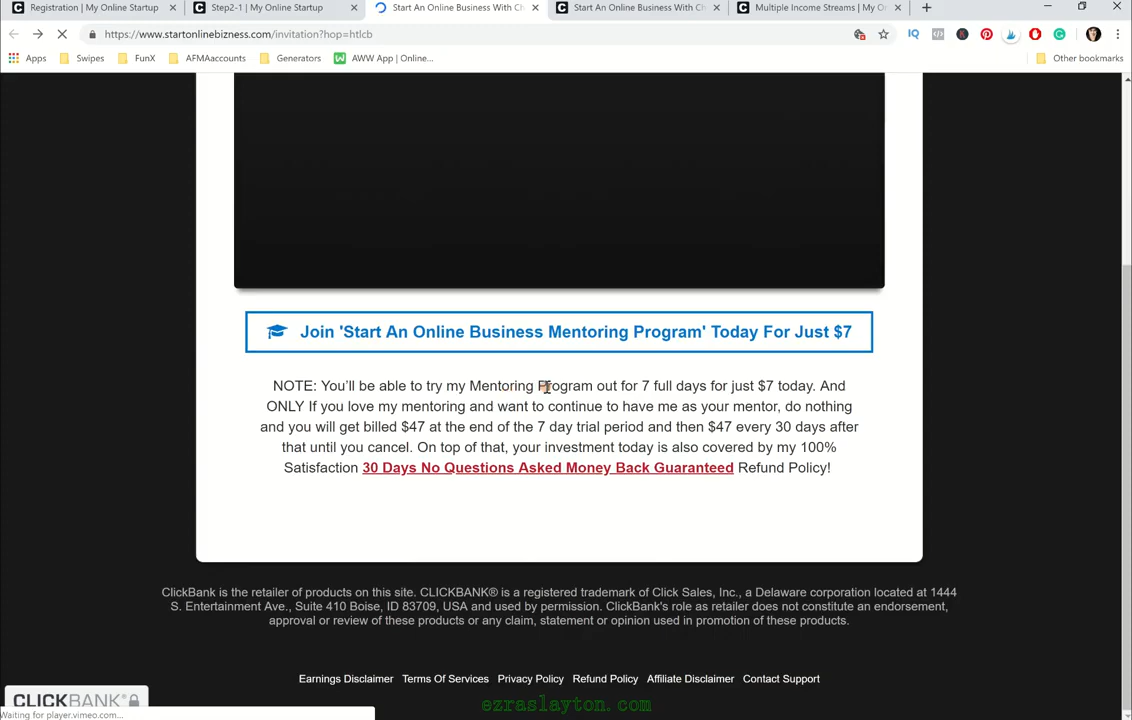 Registration | My Online Startup
Step2-1 | My Online Startup
Start An Online Business With Ch
Start An Online Business With Ch
Multiple Income Streams | My On
https://www.startonlinebizness.com/invitation?hop=htlcb
Apps
Swipes
FunX
AFMAaccounts
Generators
AWW App | Online...
Other bookmarks
Join 'Start An Online Business Mentoring Program' Today For Just $7
NOTE: You'll be able to try my Mentoring Program out for 7 full days for just $7 today. And
ONLY If you love my mentoring and want to continue to have me as your mentor, do nothing
and you will get billed $47 at the end of the 7 day trial period and then $47 every 30 days after
that until you cancel. On top of that, your investment today is also covered by my 100%
Satisfaction 30 Days No Questions Asked Money Back Guaranteed Refund Policy!
ClickBank is the retailer of products on this site. CLICKBANK® is a registered trademark of Click Sales, Inc., a Delaware corporation located at 1444
S. Entertainment Ave., Suite 410 Boise, ID 83709, USA and used by permission. ClickBank's role as retailer does not constitute an endorsement,
approval or review of these products or any claim, statement or opinion used in promotion of these products.
Earnings Disclaimer Terms Of Services Privacy Policy Refund Policy Affiliate Disclaimer Contact Support
CLICKBANK®
ezraslayton.com
Waiting for player.vimeo.com...